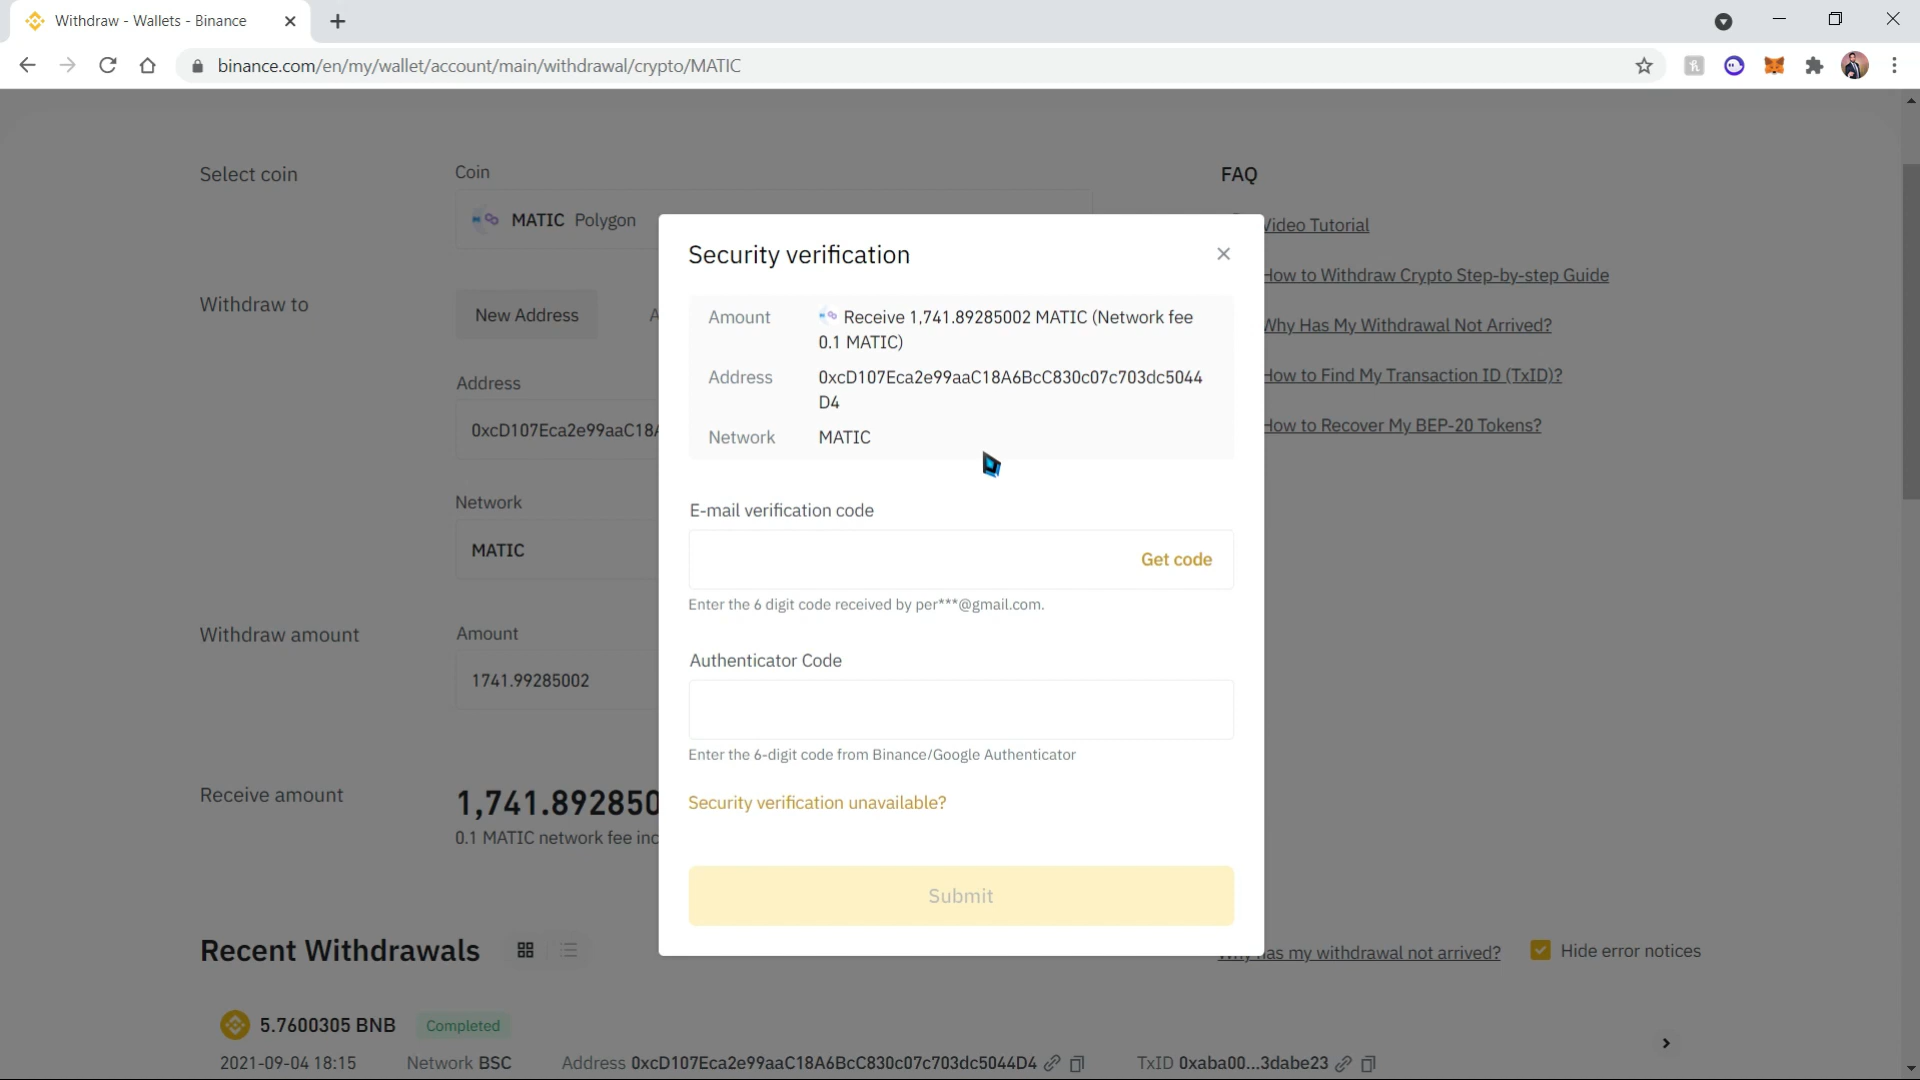 Withdraw - Wallets - Binance
binance.com/en/my/wallet/account/main/withdrawal/crypto/MATIC
Select coin
Coin
MATIC Polygon
FAQ
Video Tutorial
How to Withdraw Crypto Step-by-step Guide
Why Has My Withdrawal Not Arrived?
How to Find My Transaction ID (TxID)?
How to Recover My BEP-20 Tokens?
Withdraw to
New Address
A
Address
0xcD107Eca2e99aaC18A
Network
MATIC
Withdraw amount
Amount
1741.99285002
Receive amount
1,741.892850
0.1 MATIC network fee inc
Security verification
Amount
Receive 1,741.89285002 MATIC (Network fee
0.1 MATIC)
Address
0xcD107Eca2e99aaC18A6BcC830c07c703dc5044
D4
Network
MATIC
E-mail verification code
Get code
Enter the 6 digit code received by per***@gmail.com.
Authenticator Code
Enter the 6-digit code from Binance/Google Authenticator
Security verification unavailable?
Submit
Recent Withdrawals
Why has my withdrawal not arrived?
Hide error notices
5.7600305 BNB Completed
2021-09-04 18:15 Network BSC Address 0xcD107Eca2e99aaC18A6BcC830c07c703dc5044D4 TxID 0xaba00...3dabe23